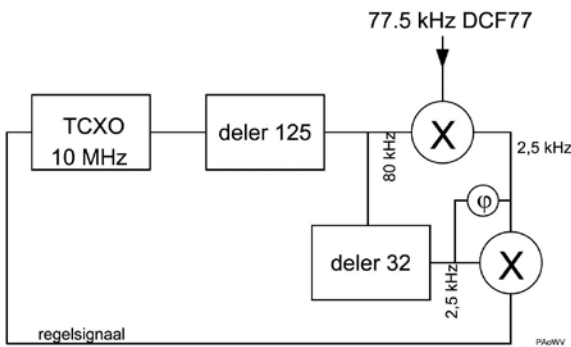 77.5 kHz DCF77
TCXO
10 MHz
deler 125
X
80 kHz
2,5 kHz
φ
deler 32
X
2,5 kHz
regelsignaal
PAoWV